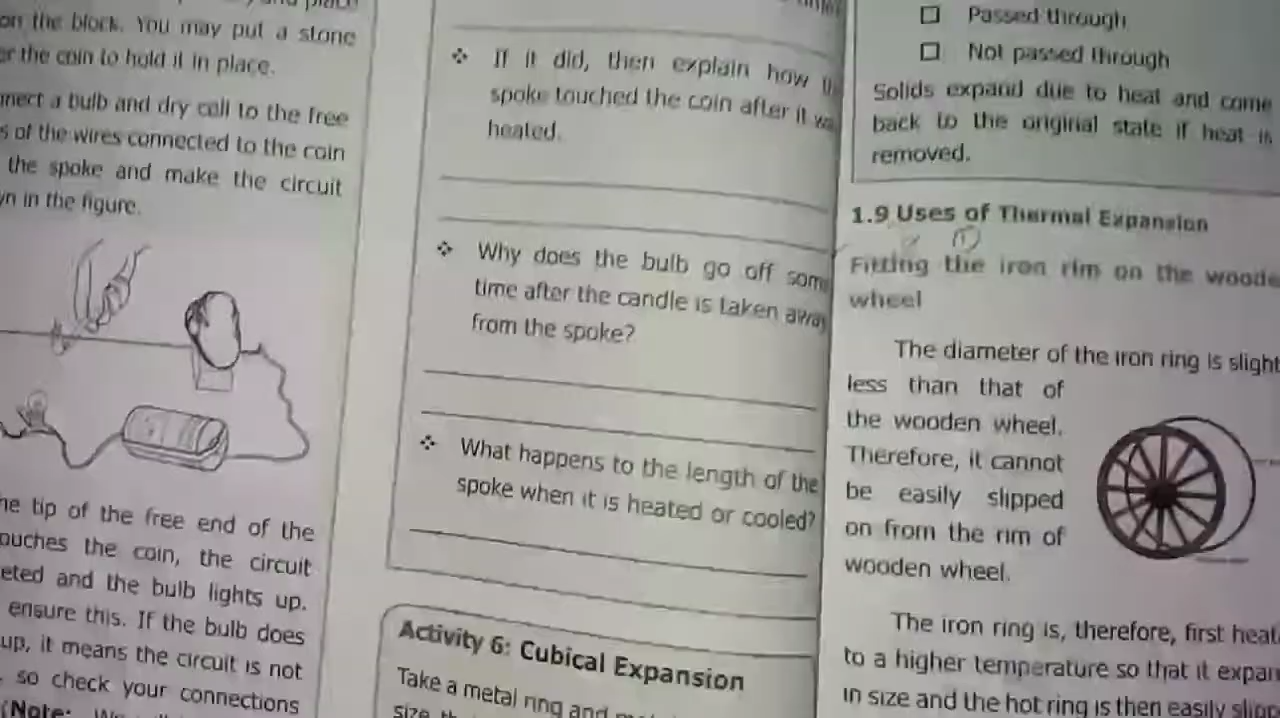 on the block. You may put a stone
the coin to hold it in place.
a bulb and dry cell to the free
of the wires connected to the coin
the spoke and make the circuit
in the figure.
tip of the free end of the
the coin, the circuit
and the bulb lights up.
ensure this. If the bulb does
up, it means the circuit is not
so check your connections
(Note:
If it did, then explain how
spoke touched the coin after it
heated.
Why does the bulb go off
time after the candle is taken away
from the spoke?
What happens to the length of the
spoke when it is heated or cooled?
Activity 6: Cubical Expansion
Take a metal ring and
size
Passed through
Not passed through
Solids expand due to heat and come
back to the original state if heat is
removed.
1.9 Uses of Thermal Expansion
Fitting the iron rim on the
wheel
The diameter of the iron ring is
less than that of
the wooden wheel.
Therefore, it cannot
be easily slipped
on from the rim of
wooden wheel.
The iron ring is, therefore, first
to a higher temperature so that it
in size and the hot ring is then easily